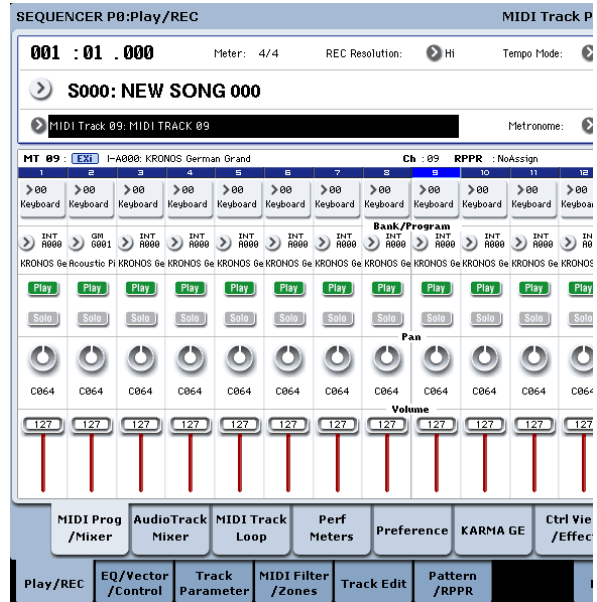 SEQUENCER P0:Play/REC MIDI Track P
001 :01 .000 Meter: 4/4 REC Resolution: Hi Tempo Mode:
S000: NEW SONG 000
MIDI Track 09: MIDI TRACK 09 Metronome:
MT 09 : EXi I-A000: KRONOS German Grand Ch :09 RPPR :NoAssign
1 2 3 4 5 6 7 8 9 10 11 12
>00 >00 >00 >00 >00 >00 >00 >00 >00 >00 >00 >00
Keyboard Keyboard Keyboard Keyboard Keyboard Keyboard Keyboard Keyboard Keyboard Keyboard Keyboard Keyboa
Bank/Program
INT GM INT INT INT INT INT INT INT INT INT INT
A000 G001 A000 A000 A000 A000 A000 A000 A000 A000 A000 A0
KRONOS Ge Acoustic Pi KRONOS Ge KRONOS Ge KRONOS Ge KRONOS Ge KRONOS Ge KRONOS Ge KRONOS Ge KRONOS Ge KRONOS Ge KRONOS
Play Play Play Play Play Play Play Play Play Play Play Play
Solo Solo Solo Solo Solo Solo Solo Solo Solo Solo Solo Solo
Pan
C064 C064 C064 C064 C064 C064 C064 C064 C064 C064 C064 C06
Volume
127 127 127 127 127 127 127 127 127 127 127 127
MIDI Prog AudioTrack MIDI Track Perf Preference KARMA GE Ctrl Vie
/Mixer Mixer Loop Meters /Effec
Play/REC EQ/Vector Track MIDI Filter Track Edit Pattern
/Control Parameter /Zones /RPPR